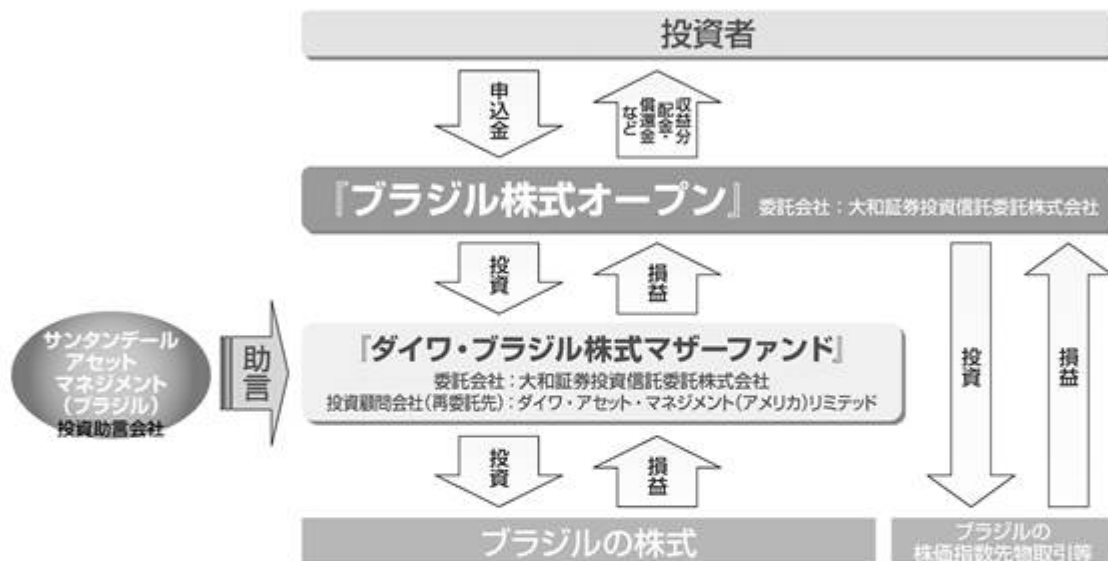 投資者
申込金
収益分
配金・
償還金
など
『ブラジル株式オープン』 委託会社：大和証券投資信託委託株式会社
投資
損益
サンタンデール
アセット
マネジメント
（ブラジル）
投資助言会社
助言
『ダイワ・ブラジル株式マザーファンド』
委託会社：大和証券投資信託委託株式会社
投資顧問会社（再委託先）：ダイワ・アセット・マネジメント（アメリカ）リミテッド
投資
損益
投資
損益
ブラジルの株式
ブラジルの
株価指数先物取引等